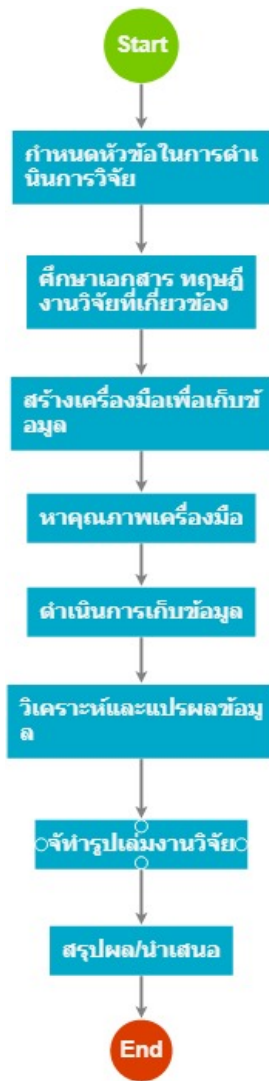 Start
กำหนดหัวข้อในการดำเ
นินการวิจัย
ศึกษาเอกสาร ทฤษฎี
งานวิจัยที่เกี่ยวข้อง
สร้างเครื่องมือเพื่อเก็บข้
อมูล
หาคุณภาพเครื่องมือ
ดำเนินการเก็บข้อมูล
วิเคราะห์และแปรผลข้อมู
ล
จัทำรูปเล่มงานวิจัย
สรุปผล/นำเสนอ
End